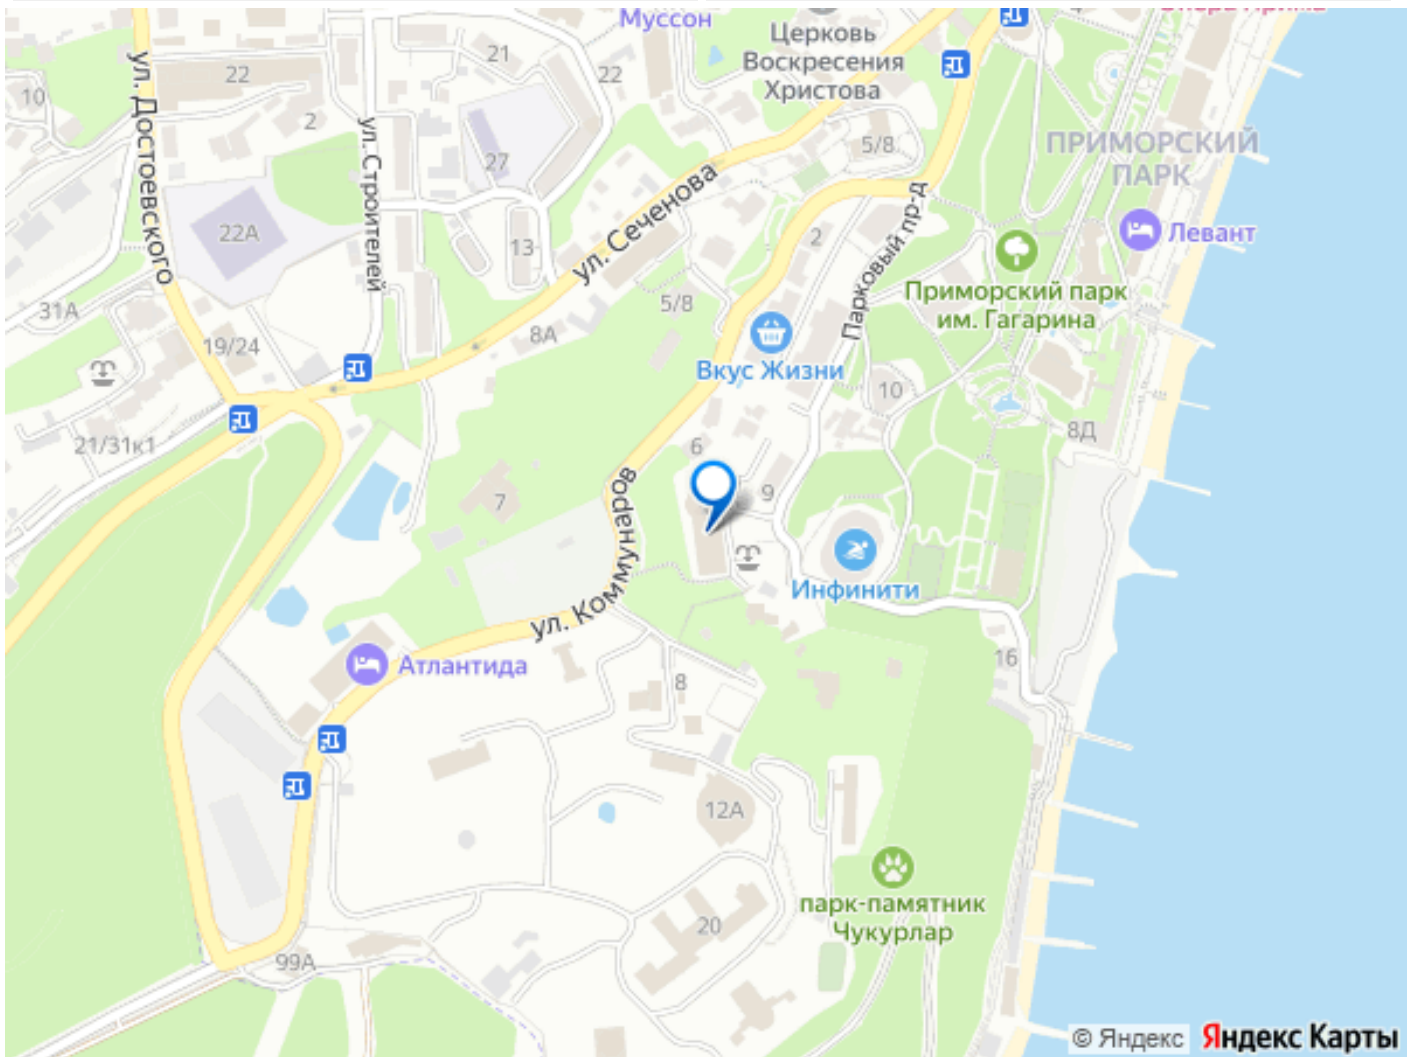 Муссон
Церковь
Воскресения
Христова
4
21
22
22
10
2
ул. Достоевского
ул. Строителей
27
5/8
ПРИМОРСКИЙ
ПАРК
ул. Сеченова
Парковый пр-д
22А
13
2
Левант
Приморский парк
им. Гагарина
31А
5/8
8А
19/24
Вкус Жизни
10
21/31к1
8Д
6
7
9
ул. Коммунаров
Инфинити
Атлантида
16
8
12А
парк-памятник
Чукурлар
20
99А
© Яндекс Яндекс Карты